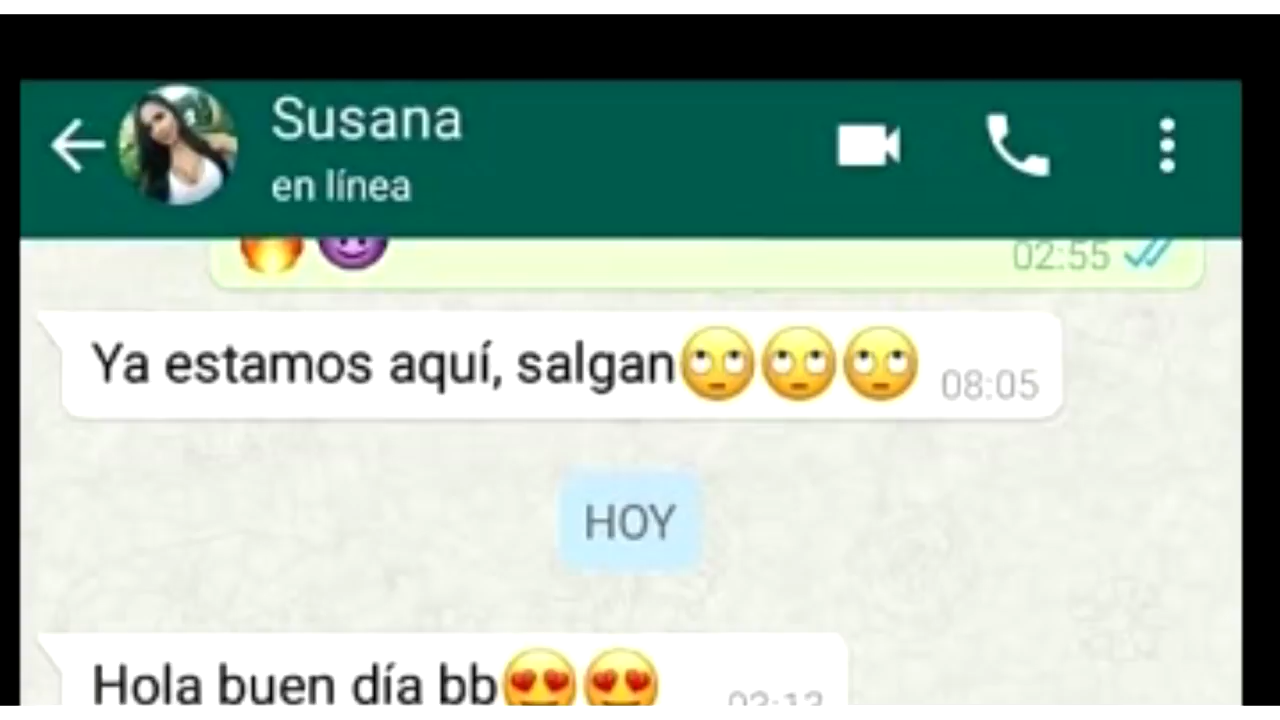 Susana
en línea
02:55
Ya estamos aquí, salgan🙄🙄🙄 08:05
HOY
Hola buen día bb😍😍